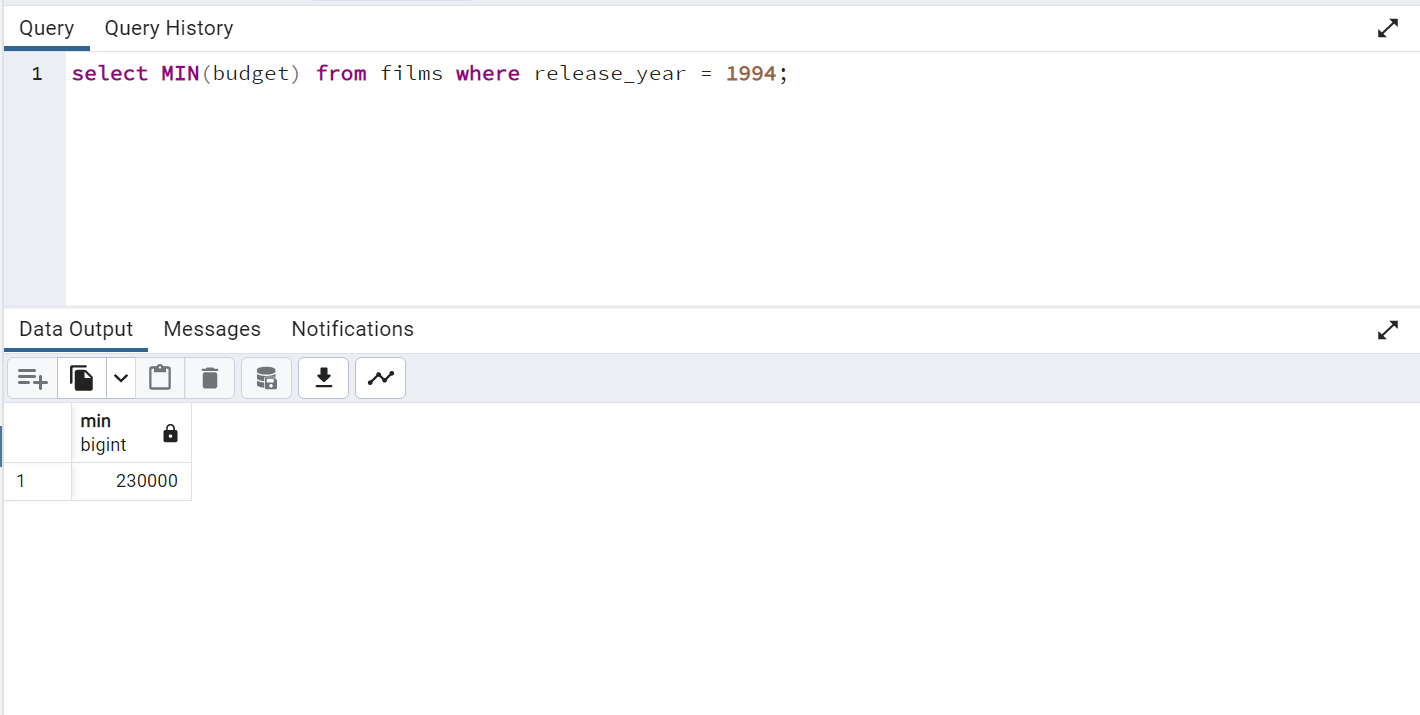 Query Query History
1 select MIN(budget) from films where release_year = 1994;
Data Output Messages Notifications
min
bigint
1 230000